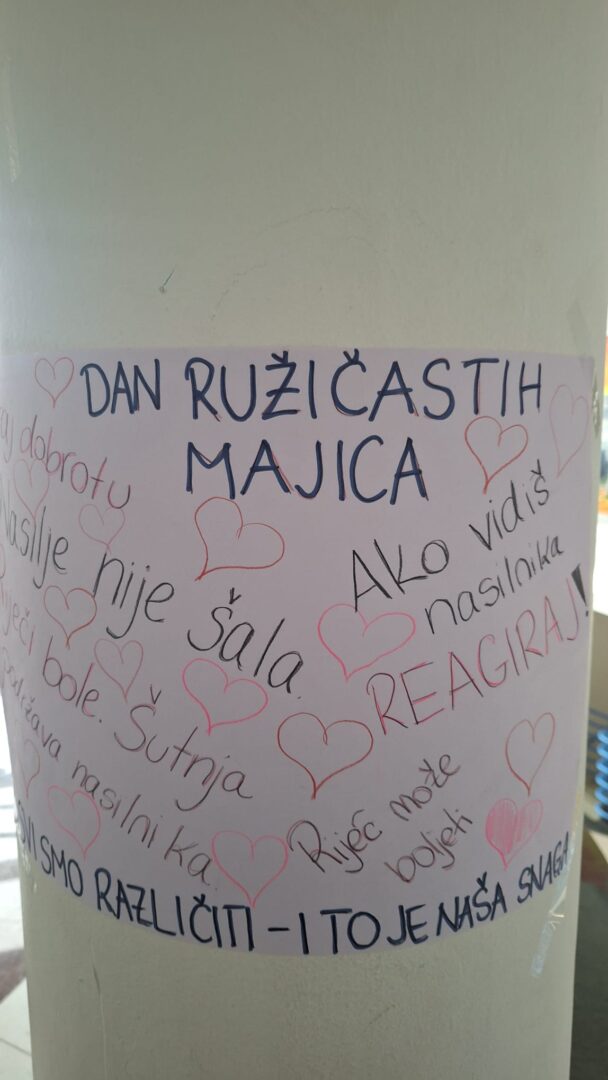 DAN RUŽIČASTIH
MAJICA
dobrotu
Nasilje nije šala.
Ako vidiš
nasilnika
REAGIRAJ!
Riječi bole. Šutnja
podržava nasilnika.
Riječ može
boljeti
SVI SMO RAZLIČITI - I TO JE NAŠA SNAGA